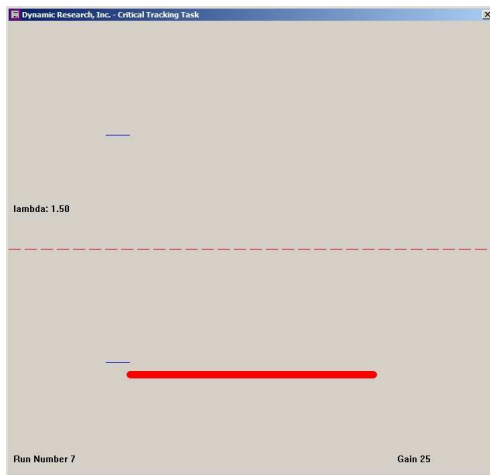 Dynamic Research, Inc. - Critical Tracking Task
lambda: 1.50
Run Number 7
Gain 25